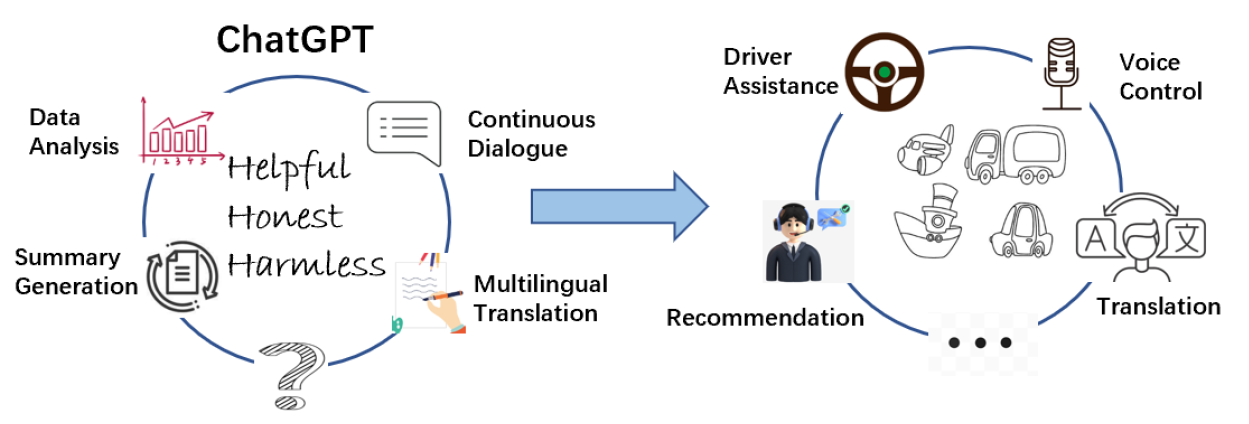 ChatGPT
Data
Analysis
1 2 3 4 5
Continuous
Dialogue
Helpful
Honest
Harmless
Summary
Generation
Multilingual
Translation
?
Driver
Assistance
Voice
Control
Recommendation
A 文
Translation